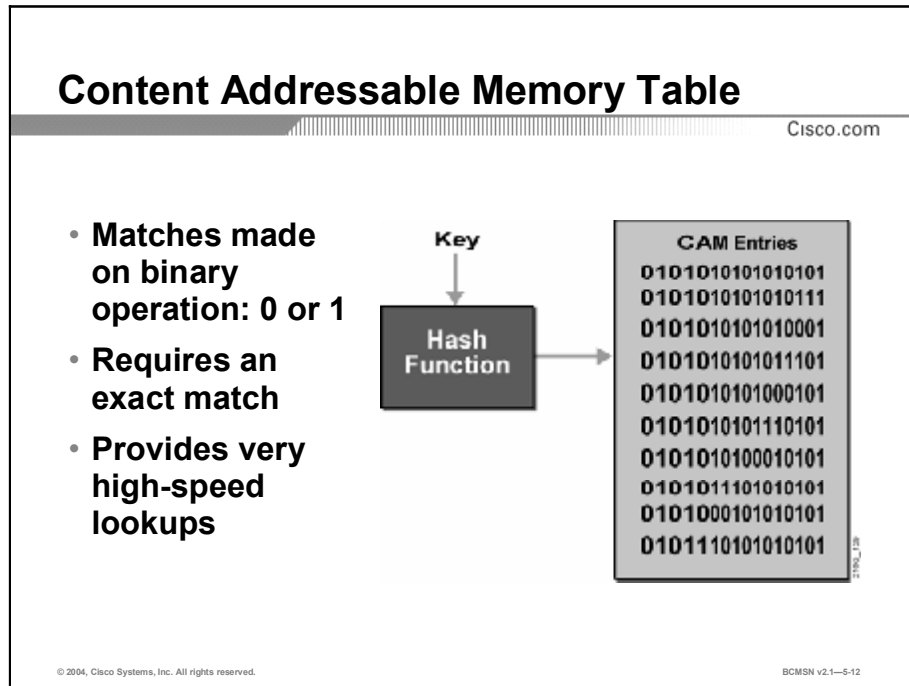 Content Addressable Memory Table
Cisco.com
• Matches made
on binary
operation: 0 or 1
• Requires an
exact match
• Provides very
high-speed
lookups
Key
Hash
Function
CAM Entries
0101010101010101
0101010101010111
0101010101010001
0101010101011101
0101010101000101
0101010101110101
0101010100010101
0101011101010101
0101000101010101
0101110101010101
© 2004, Cisco Systems, Inc. All rights reserved.
BCMSN v2.1—5-12